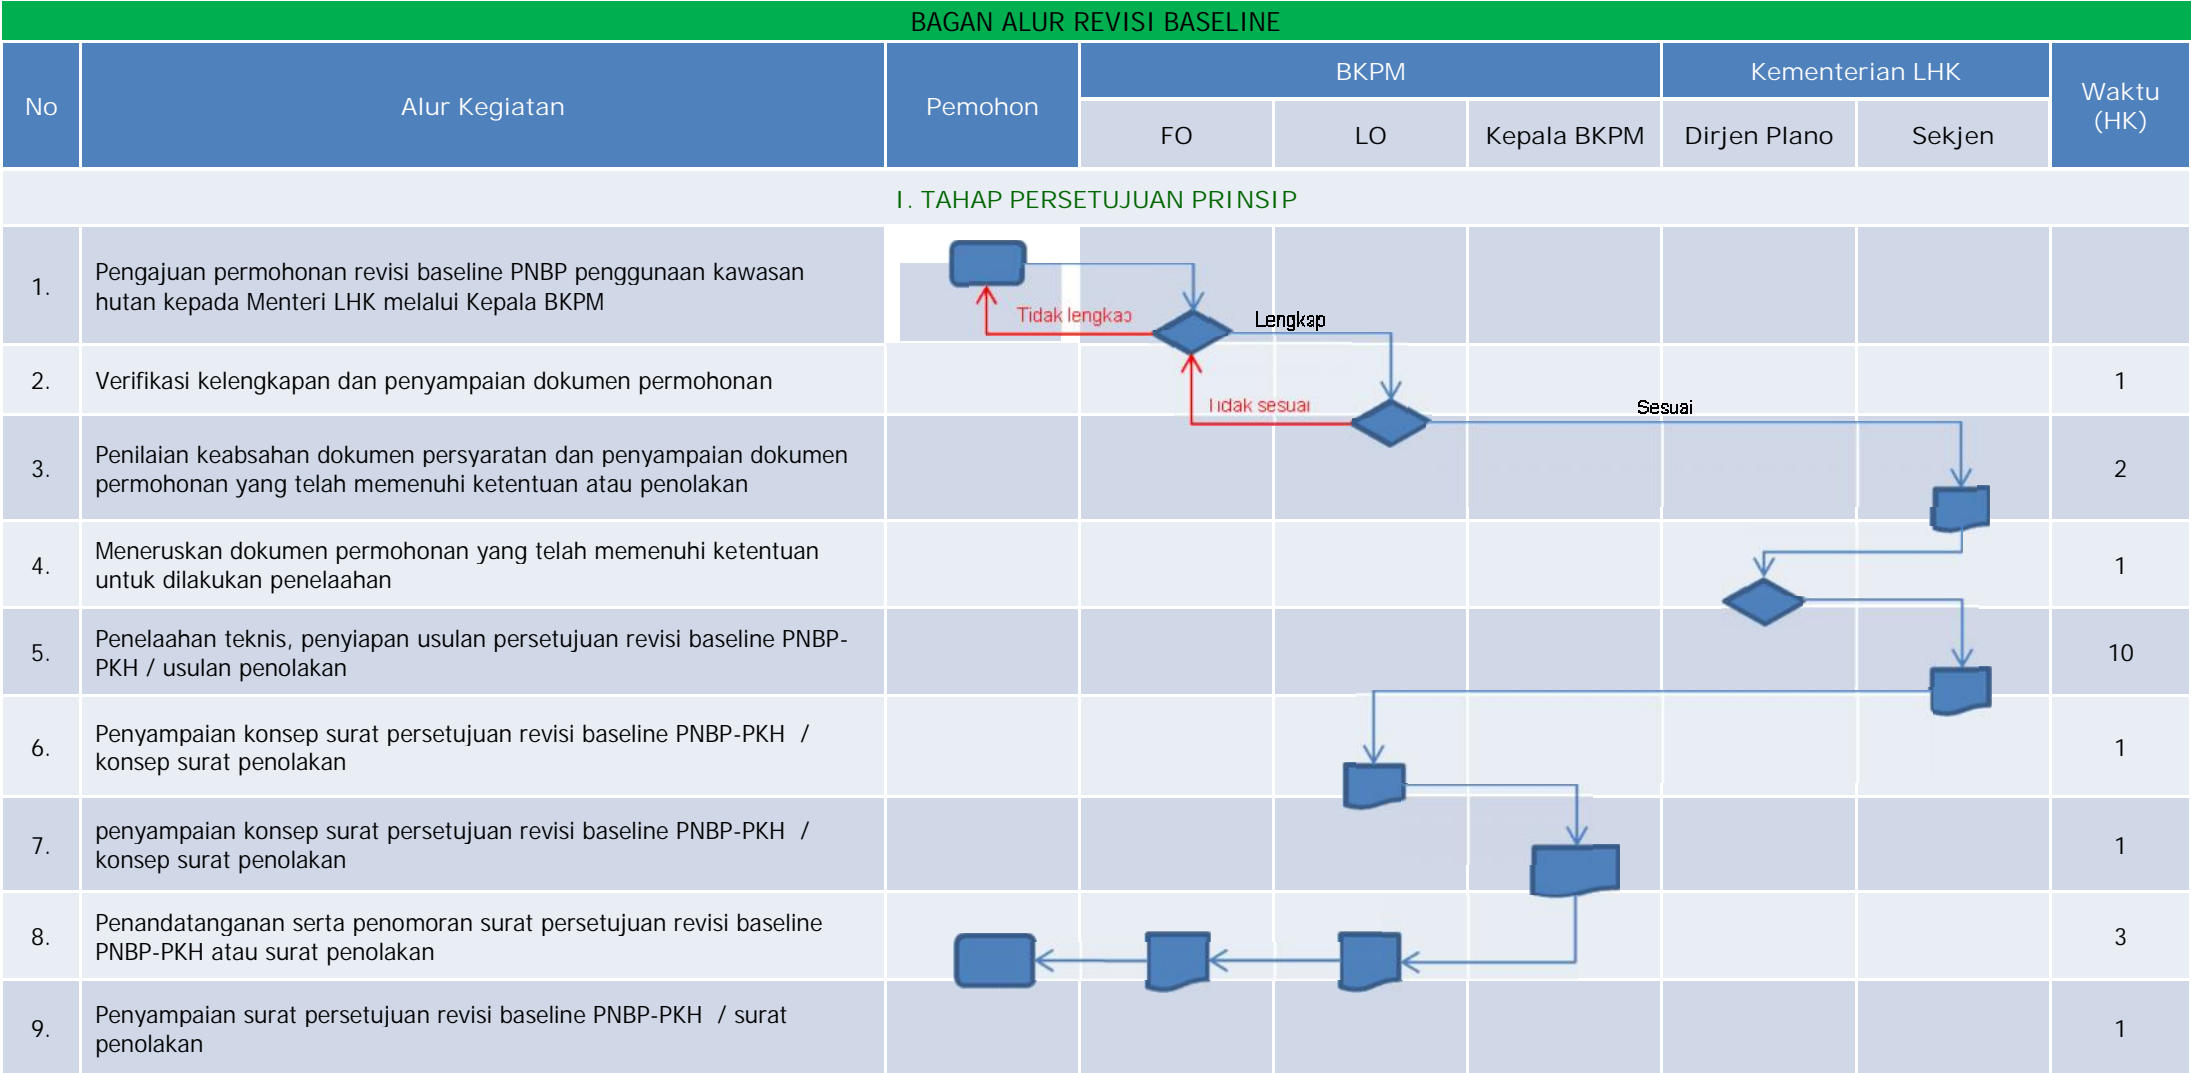 BAGAN ALUR REVISI BASELINE
No
Alur Kegiatan
Pemohon
BKPM
Kementerian LHK
Waktu
(HK)
FO
LO
Kepala BKPM
Dirjen Plano
Sekjen
I. TAHAP PERSETUJUAN PRINSIP
1.
Pengajuan permohonan revisi baseline PNBP penggunaan kawasan
hutan kepada Menteri LHK melalui Kepala BKPM
Tidak lengkap
Lengkap
2.
Verifikasi kelengkapan dan penyampaian dokumen permohonan
1
Tidak sesuai
Sesuai
3.
Penilaian keabsahan dokumen persyaratan dan penyampaian dokumen
permohonan yang telah memenuhi ketentuan atau penolakan
2
4.
Meneruskan dokumen permohonan yang telah memenuhi ketentuan
untuk dilakukan penelaahan
1
5.
Penelaahan teknis, penyiapan usulan persetujuan revisi baseline PNBP-
PKH / usulan penolakan
10
6.
Penyampaian konsep surat persetujuan revisi baseline PNBP-PKH /
konsep surat penolakan
1
7.
penyampaian konsep surat persetujuan revisi baseline PNBP-PKH /
konsep surat penolakan
1
8.
Penandatanganan serta penomoran surat persetujuan revisi baseline
PNBP-PKH atau surat penolakan
3
9.
Penyampaian surat persetujuan revisi baseline PNBP-PKH / surat
penolakan
1